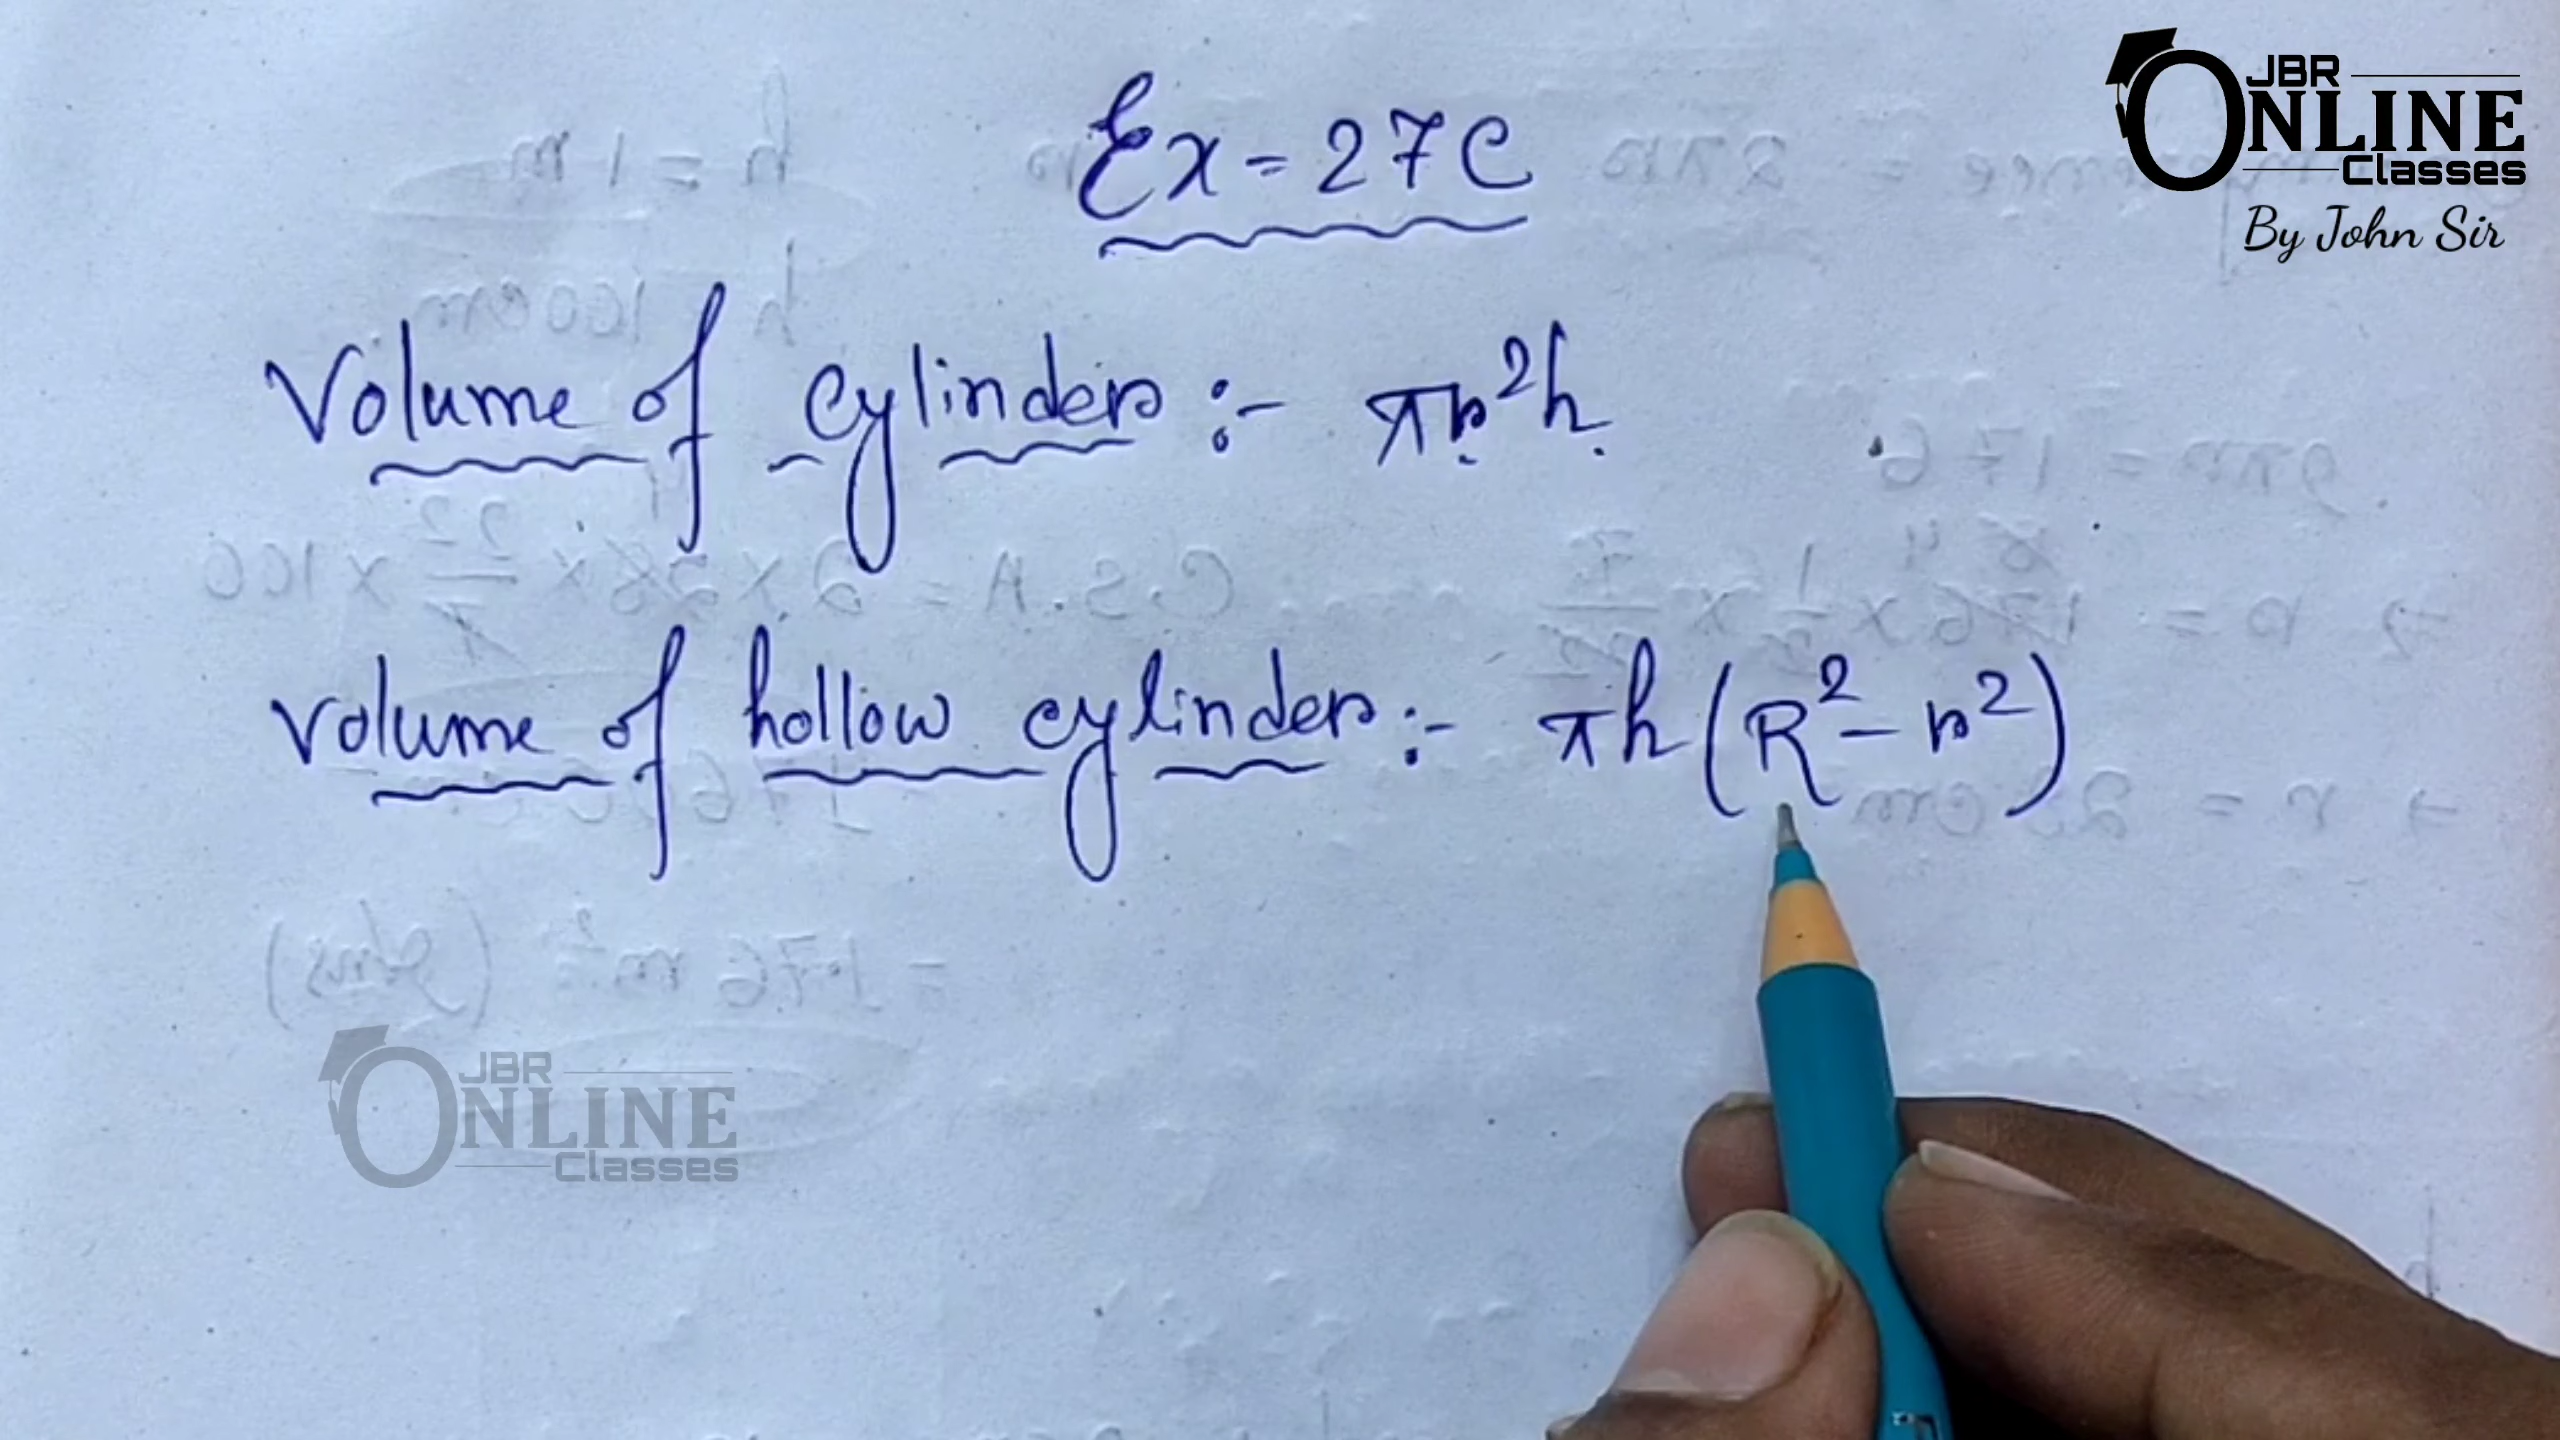 JBR
ONLINE
Classes
By John Sir
Ex = 27C
Volume of cylinder :- πr²h
volume of hollow cylinder :- πh(R² - r²)
JBR
ONLINE
Classes